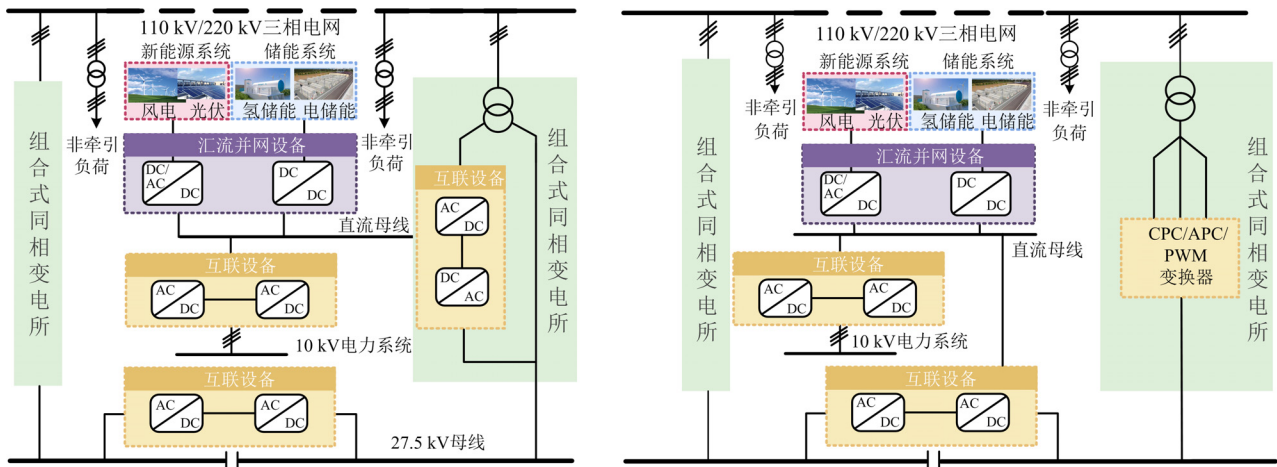 110 kV/220 kV三相电网
新能源系统
储能系统
风电
光伏
氢储能
电储能
非牵引
负荷
非牵引
负荷
汇流并网设备
DC/
AC
DC
DC
DC
直流母线
互联设备
AC
DC
AC
DC
10 kV电力系统
互联设备
AC
DC
AC
DC
互联设备
AC
DC
DC
AC
组合式同相变电所
组合式同相变电所
27.5 kV母线
110 kV/220 kV三相电网
新能源系统
储能系统
风电
光伏
氢储能
电储能
非牵引
负荷
非牵引
负荷
汇流并网设备
DC/
AC
DC
DC
DC
直流母线
互联设备
AC
DC
AC
DC
10 kV电力系统
互联设备
AC
DC
AC
DC
CPC/APC/
PWM
变换器
组合式同相变电所
组合式同相变电所